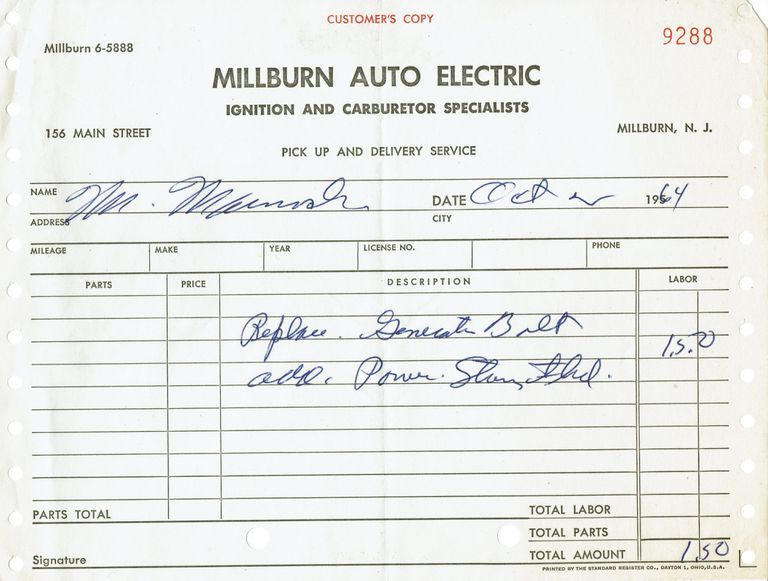 CUSTOMER'S COPY
Millburn 6-5888
9288
MILLBURN AUTO ELECTRIC
IGNITION AND CARBURETOR SPECIALISTS
156 MAIN STREET
MILLBURN, N. J.
PICK UP AND DELIVERY SERVICE
NAME Mr. DATE Oct 1964
ADDRESS CITY
MILEAGE MAKE YEAR LICENSE NO. PHONE
PARTS PRICE DESCRIPTION LABOR
Replace Generator Bolt 1.50
add. Power
PARTS TOTAL TOTAL LABOR
TOTAL PARTS
Signature TOTAL AMOUNT 1.50
PRINTED BY THE STANDARD REGISTER CO., DAYTON 1, OHIO, U.S.A.